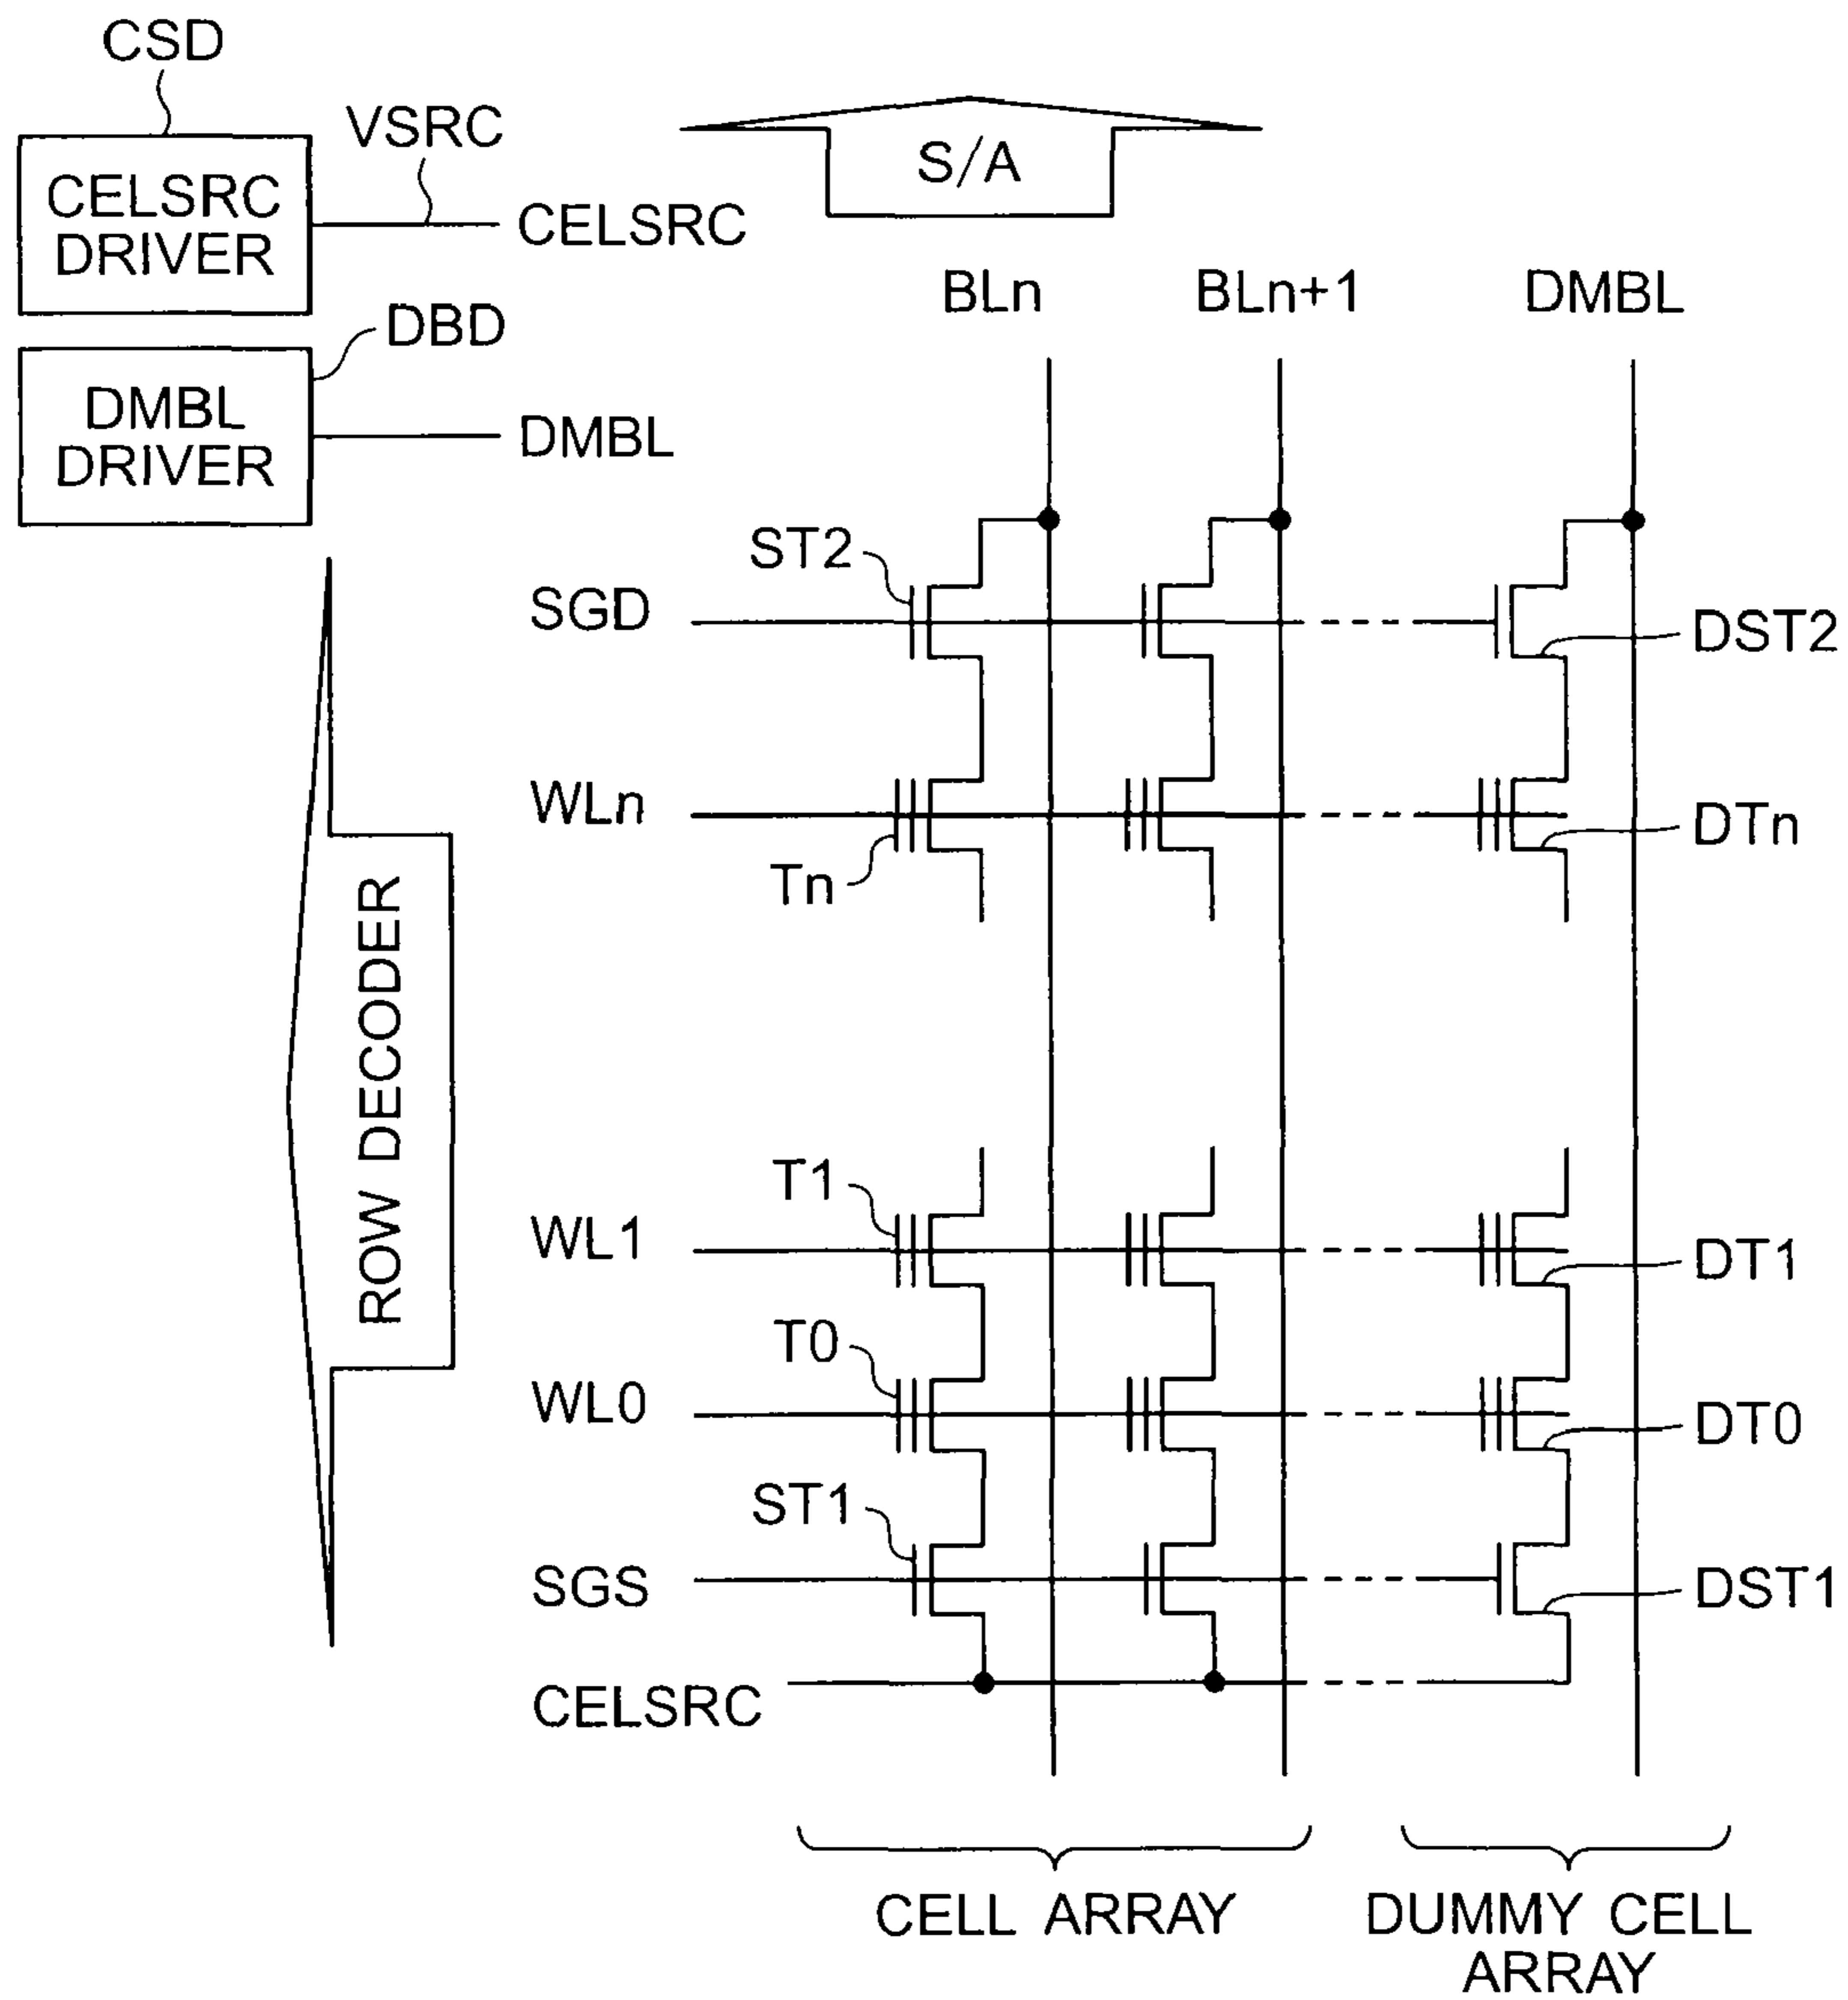 CSD
VSRC
CELSRC
DRIVER
CELSRC
S/A
BLn
BLn+1
DMBL
DBD
DMBL
DRIVER
DMBL
ST2
SGD
DST2
WLn
DTn
Tn
ROW DECODER
T1
WL1
DT1
T0
WL0
DT0
ST1
SGS
DST1
CELSRC
CELL ARRAY
DUMMY CELL
ARRAY